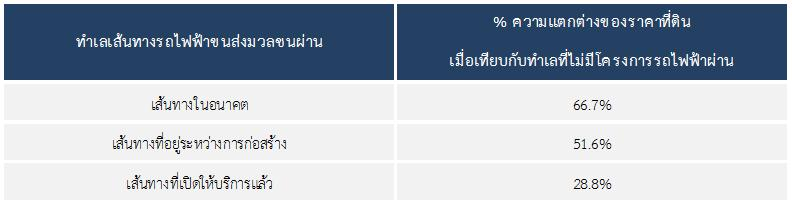 ทำเลเส้นทางรถไฟฟ้าขนส่งมวลชนผ่าน
% ความแตกต่างของราคาที่ดิน
เมื่อเทียบกับทำเลที่ไม่มีโครงการรถไฟฟ้าผ่าน
เส้นทางในอนาคต 66.7%
เส้นทางที่อยู่ระหว่างการก่อสร้าง 51.6%
เส้นทางที่เปิดให้บริการแล้ว 28.8%